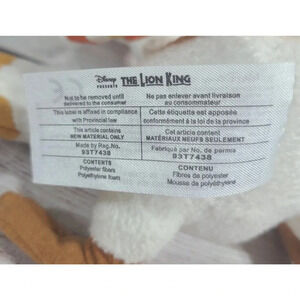 Disney
PRESENTS
THE LION KING
Not to be removed until
delivered to the consumer
Ne pas enlever avant livraison
au consommateur
This label is affixed in compliance
with Provincial law
Cette étiquette est apposée
conformément à la loi de la province
This article contains
NEW MATERIAL ONLY
Cet article contient
MATÉRIAUX NEUFS SEULEMENT
Made by Reg.No.
93T7438
Fabriqué par No. de permis
93T7438
CONTENTS
Polyester fibers
Polyethylene foam
CONTENU
Fibres de polyester
Mousse de polyéthylene